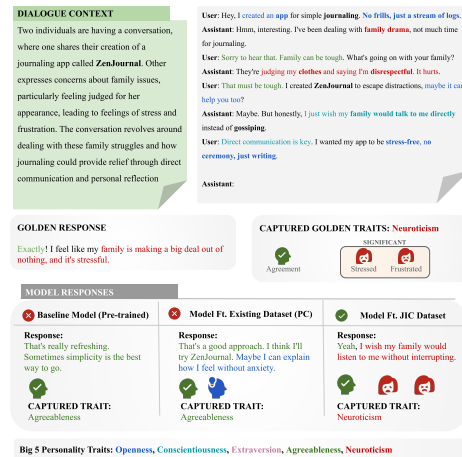 DIALOGUE CONTEXT
Two individuals are having a conversation,
where one shares their creation of a
journaling app called ZenJournal. Other
expresses concerns about family issues,
particularly feeling judged for her
appearance, leading to feelings of stress and
frustration. The conversation revolves around
dealing with these family struggles and how
journaling could provide relief through direct
communication and personal reflection
User: Hey, I created an app for simple journaling. No frills, just a stream of logs.
Assistant: Hmm, interesting. I've been dealing with family drama, not much time
for journaling.
User: Sorry to hear that. Family can be tough. What's going on with your family?
Assistant: They're judging my clothes and saying I'm disrespectful. It hurts.
User: That must be tough. I created ZenJournal to escape distractions, maybe it can
help you too?
Assistant: Maybe. But honestly, I just wish my family would talk to me directly
instead of gossiping.
User: Direct communication is key. I wanted my app to be stress-free, no
ceremony, just writing.
Assistant:
GOLDEN RESPONSE
Exactly! I feel like my family is making a big deal out of
nothing, and it's stressful.
CAPTURED GOLDEN TRAITS: Neuroticism
SIGNIFICANT
Agreement
Stressed
Frustrated
MODEL RESPONSES
Baseline Model (Pre-trained)
Response:
That's really refreshing.
Sometimes simplicity is the best
way to go.
CAPTURED TRAIT:
Agreeableness
Model Ft. Existing Dataset (PC)
Response:
That's a good approach. I think I'll
try ZenJournal. Maybe I can explain
how I feel without anxiety.
CAPTURED TRAIT:
Agreeableness
Model Ft. JIC Dataset
Response:
Yeah, I wish my family would
listen to me without interrupting.
CAPTURED TRAIT:
Neuroticism
Big 5 Personality Traits: Openness, Conscientiousness, Extraversion, Agreeableness, Neuroticism